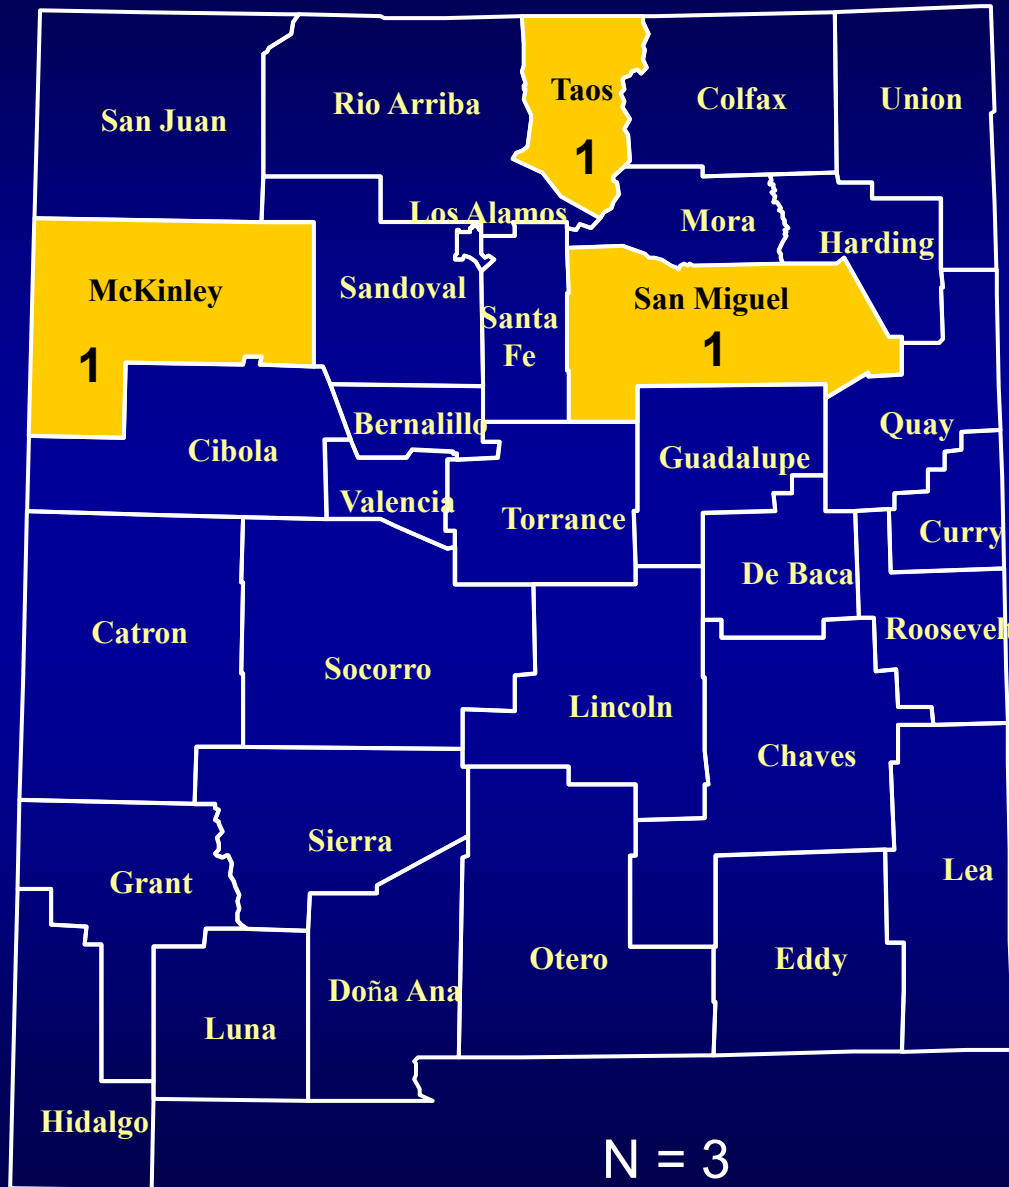 San Juan
Rio Arriba
Taos
1
Colfax
Union
Los Alamos
Mora
Harding
McKinley
1
Sandoval
Santa
Fe
San Miguel
1
Bernalillo
Cibola
Guadalupe
Quay
Valencia
Torrance
Curry
De Baca
Catron
Socorro
Roosevelt
Lincoln
Chaves
Sierra
Grant
Lea
Otero
Eddy
Doña Ana
Luna
Hidalgo
N = 3